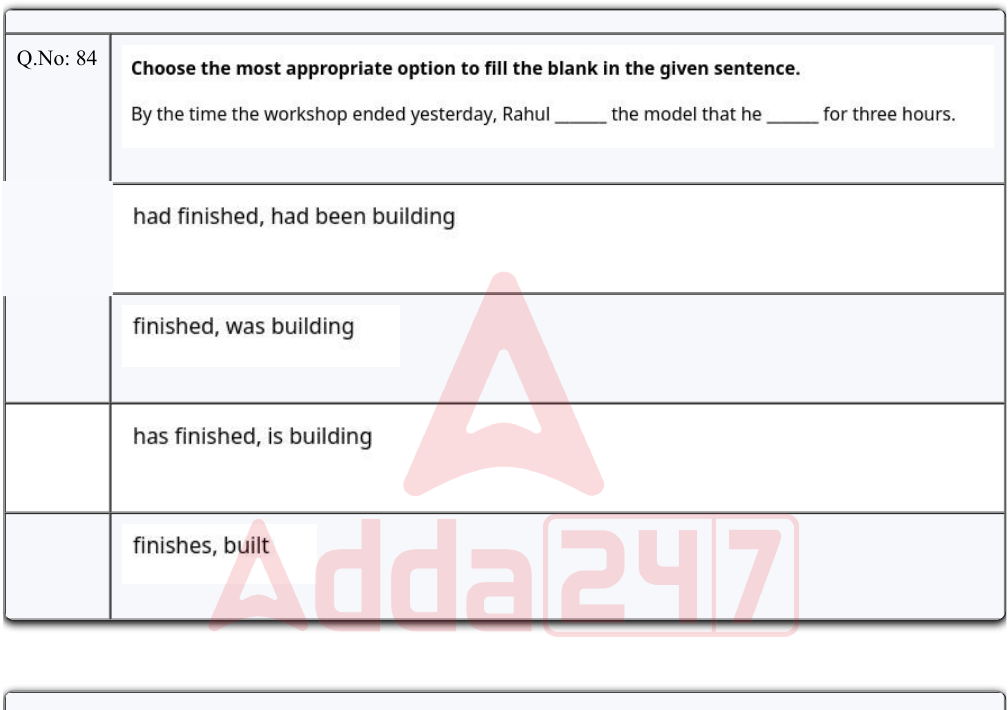 Q.No: 84
Choose the most appropriate option to fill the blank in the given sentence.
By the time the workshop ended yesterday, Rahul ______ the model that he ______ for three hours.
had finished, had been building
finished, was building
has finished, is building
finishes, built
Adda247